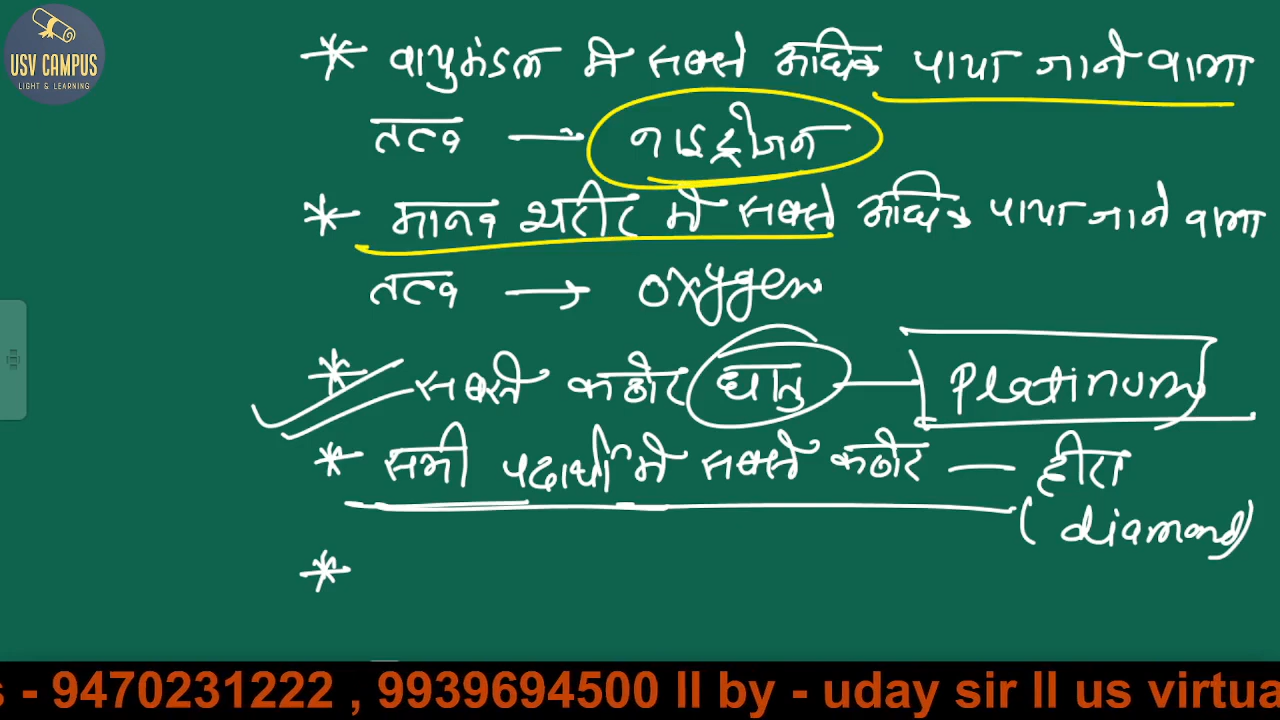 USV CAMPUS
LIGHT & LEARNING
* वायुमंडल में सबसे अधिक पाया जाने वाला
तत्व → नाइट्रोजन
* मानव शरीर में सबसे अधिक पाया जाने वाला
तत्व → oxygen
* सबसे कठोर धातु — Platinum
* सभी पदार्थों में सबसे कठोर — हीरा
(diamond)
*
s - 9470231222 , 9939694500 ll by - uday sir ll us virtua